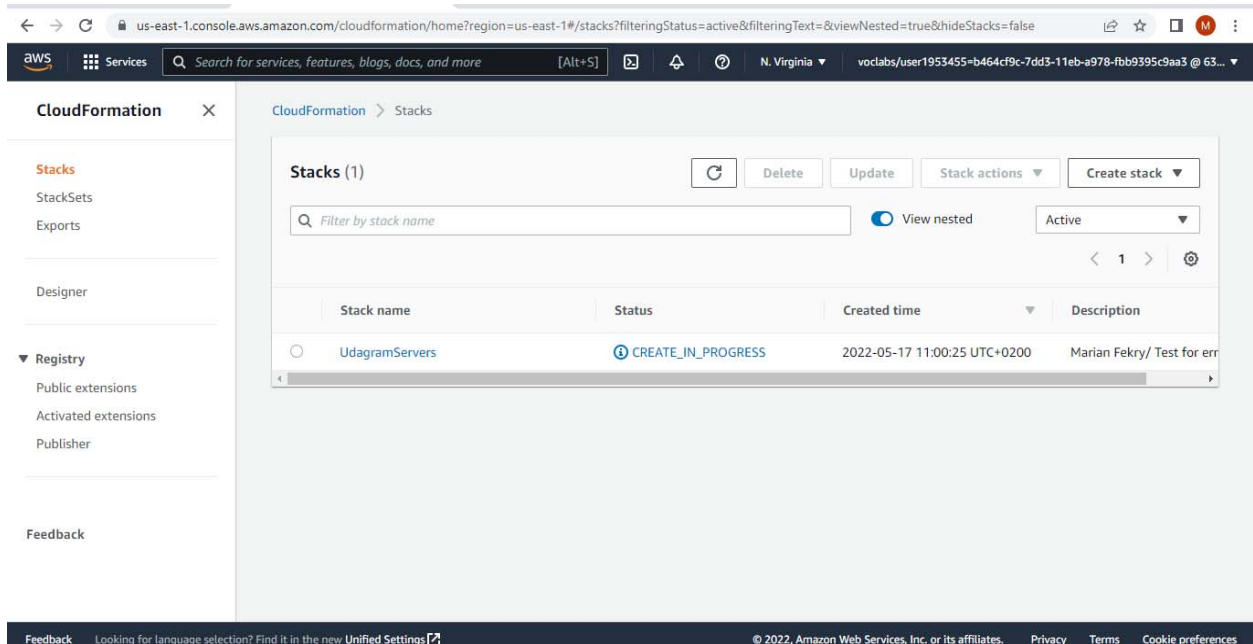 us-east-1.console.aws.amazon.com/cloudformation/home?region=us-east-1#/stacks?filteringStatus=active&filteringText=&viewNested=true&hideStacks=false
M
aws Services Search for services, features, blogs, docs, and more [Alt+S] N. Virginia ▼ voclabs/user1953455=b464cf9c-7dd3-11eb-a978-fbb9395c9aa3 @ 63... ▼
CloudFormation
CloudFormation > Stacks
Stacks
StackSets
Exports
Designer
▼ Registry
Public extensions
Activated extensions
Publisher
Feedback
Stacks (1) Delete Update Stack actions ▼ Create stack ▼
Filter by stack name View nested Active ▼
< 1 >
Stack name Status Created time ▼ Description
UdagramServers CREATE_IN_PROGRESS 2022-05-17 11:00:25 UTC+0200 Marian Fekry/ Test for err
Feedback Looking for language selection? Find it in the new Unified Settings © 2022, Amazon Web Services, Inc. or its affiliates. Privacy Terms Cookie preferences